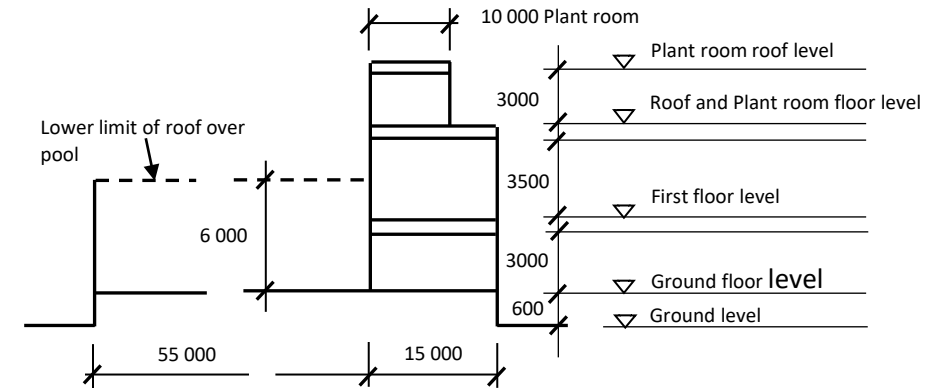 10 000 Plant room
Plant room roof level
3000
Roof and Plant room floor level
Lower limit of roof over
pool
3500
First floor level
6 000
3000
Ground floor level
600
Ground level
55 000
15 000